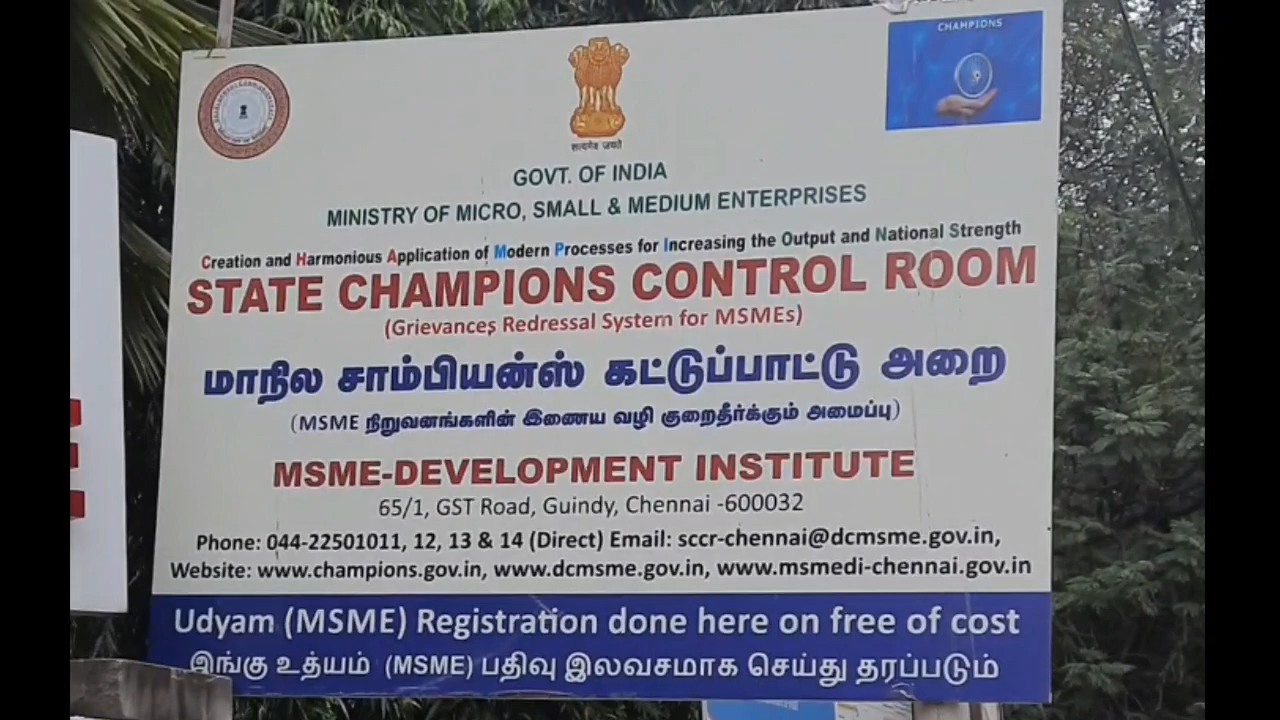 CHAMPIONS
सत्यमेव जयते
GOVT. OF INDIA
MINISTRY OF MICRO, SMALL & MEDIUM ENTERPRISES
Creation and Harmonious Application of Modern Processes for Increasing the Output and National Strength
STATE CHAMPIONS CONTROL ROOM
(Grievances Redressal System for MSMEs)
மாநில சாம்பியன்ஸ் கட்டுப்பாட்டு அறை
(MSME நிறுவனங்களின் இணைய வழி குறைதீர்க்கும் அமைப்பு)
MSME-DEVELOPMENT INSTITUTE
65/1, GST Road, Guindy, Chennai -600032
Phone: 044-22501011, 12, 13 & 14 (Direct) Email: sccr-chennai@dcmsme.gov.in,
Website: www.champions.gov.in, www.dcmsme.gov.in, www.msmedi-chennai.gov.in
Udyam (MSME) Registration done here on free of cost
இங்கு உத்யம் (MSME) பதிவு இலவசமாக செய்து தரப்படும்